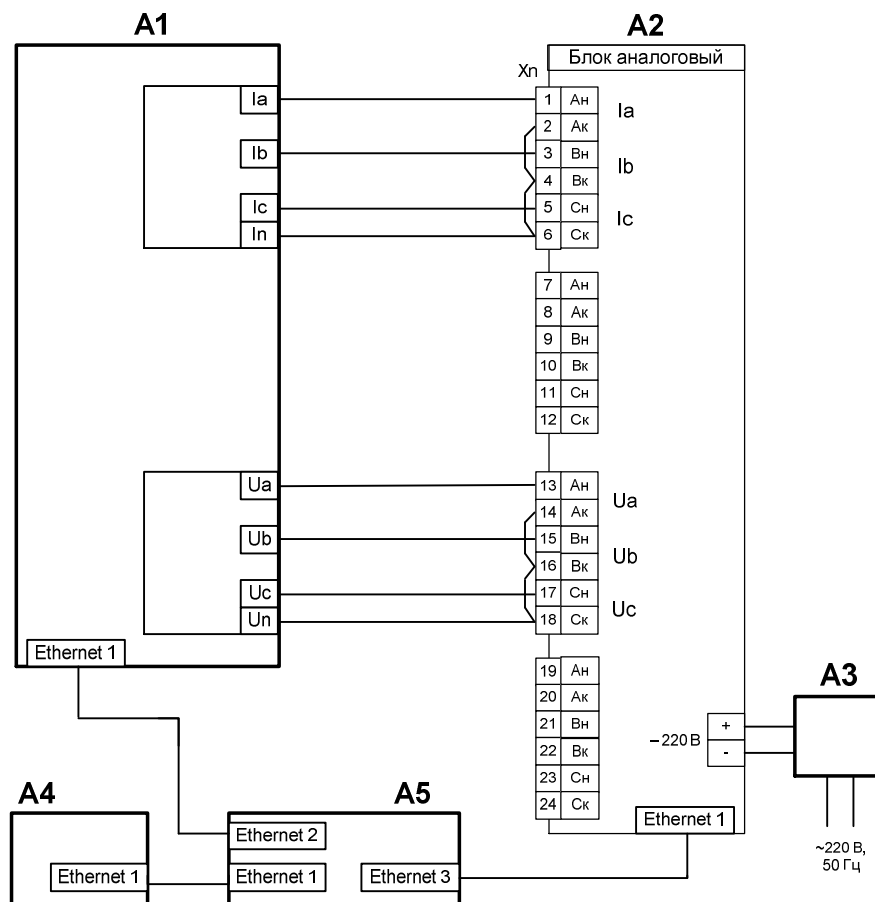 A1
A2
Блок аналоговый
Xn
Ia
1 Ан
Ia
2 Ак
Ib
3 Вн
Ib
4 Вк
Ic
5 Сн
Ic
In
6 Ск
7 Ан
8 Ак
9 Вн
10 Вк
11 Сн
12 Ск
Ua
13 Ан
Ua
14 Ак
Ub
15 Вн
Ub
16 Вк
Uc
17 Сн
Uc
Un
18 Ск
Ethernet 1
19 Ан
20 Ак
21 Вн
22 Вк
23 Сн
24 Ск
A3
+
–220 В
-
Ethernet 1
~220 В,
50 Гц
A4
A5
Ethernet 2
Ethernet 1
Ethernet 1
Ethernet 3